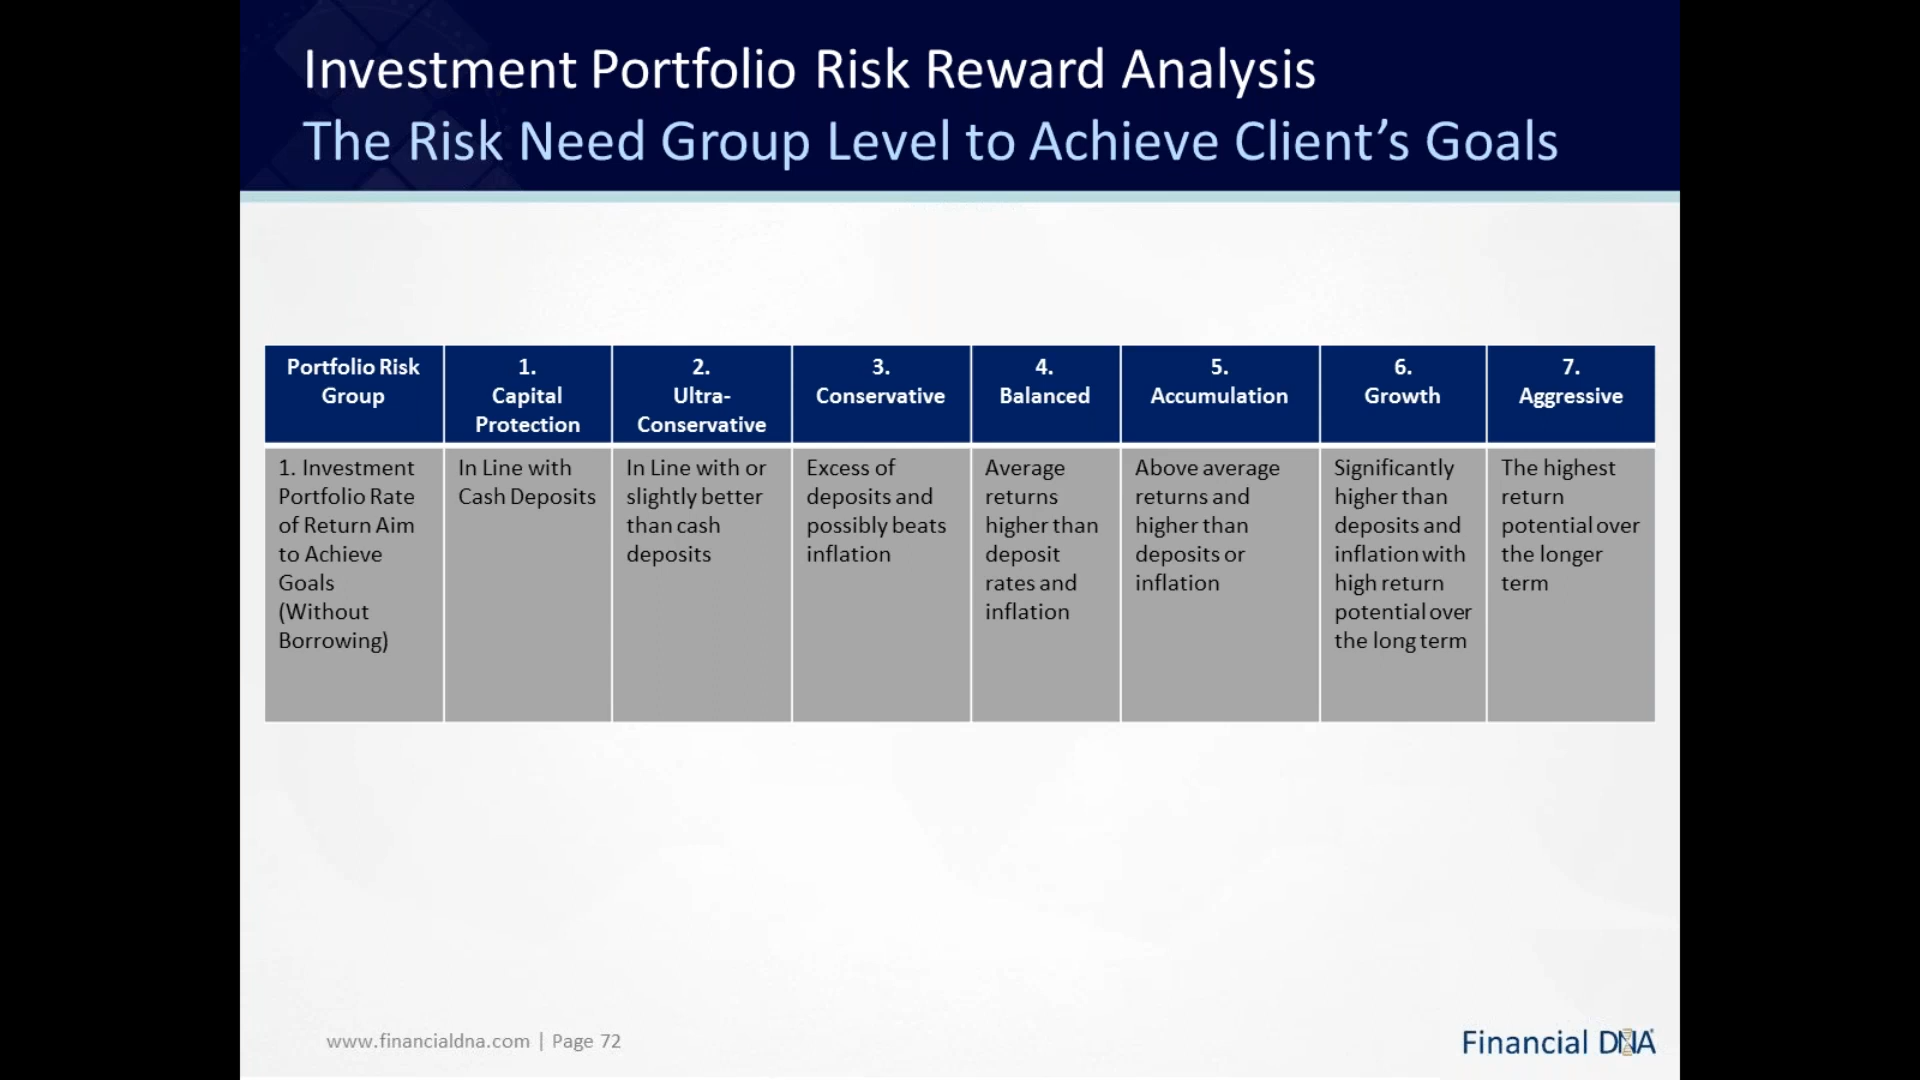 Investment Portfolio Risk Reward Analysis
The Risk Need Group Level to Achieve Client's Goals
Portfolio Risk
Group
1.
Capital
Protection
2.
Ultra-
Conservative
3.
Conservative
4.
Balanced
5.
Accumulation
6.
Growth
7.
Aggressive
1. Investment
Portfolio Rate
of Return Aim
to Achieve
Goals
(Without
Borrowing)
In Line with
Cash Deposits
In Line with or
slightly better
than cash
deposits
Excess of
deposits and
possibly beats
inflation
Average
returns
higher than
deposit
rates and
inflation
Above average
returns and
higher than
deposits or
inflation
Significantly
higher than
deposits and
inflation with
high return
potential over
the long term
The highest
return
potential over
the longer
term
www.financialdna.com | Page 72
Financial DNA